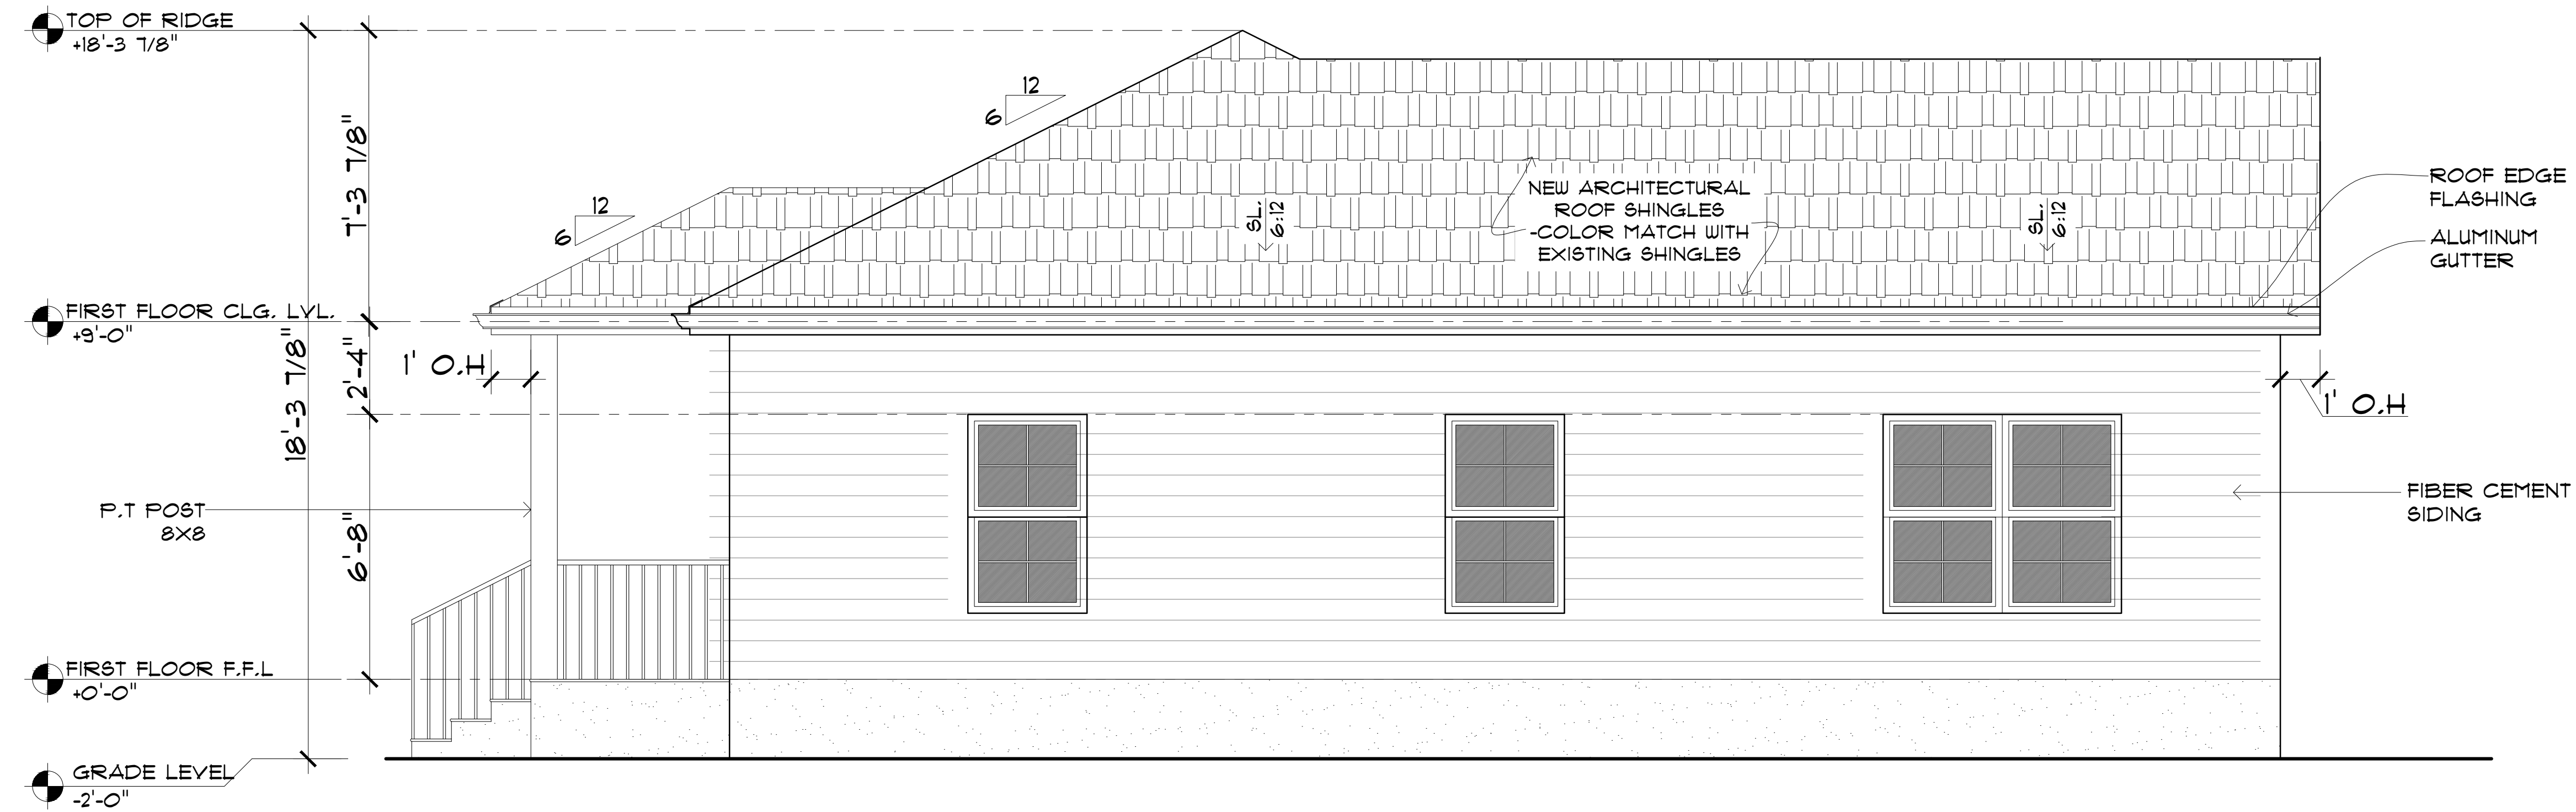 TOP OF RIDGE
+18'-3 7/8"
12
6
7'-3 7/8"
12
6
NEW ARCHITECTURAL
ROOF SHINGLES
-COLOR MATCH WITH
EXISTING SHINGLES
SL.
6:12
SL.
6:12
ROOF EDGE
FLASHING
ALUMINUM
GUTTER
FIRST FLOOR CLG. LVL.
+9'-0"
18'-3 7/8"
2'-4"
1' O.H
1' O.H
P.T POST
8X8
6'-8"
FIBER CEMENT
SIDING
FIRST FLOOR F.F.L
+0'-0"
GRADE LEVEL
-2'-0"